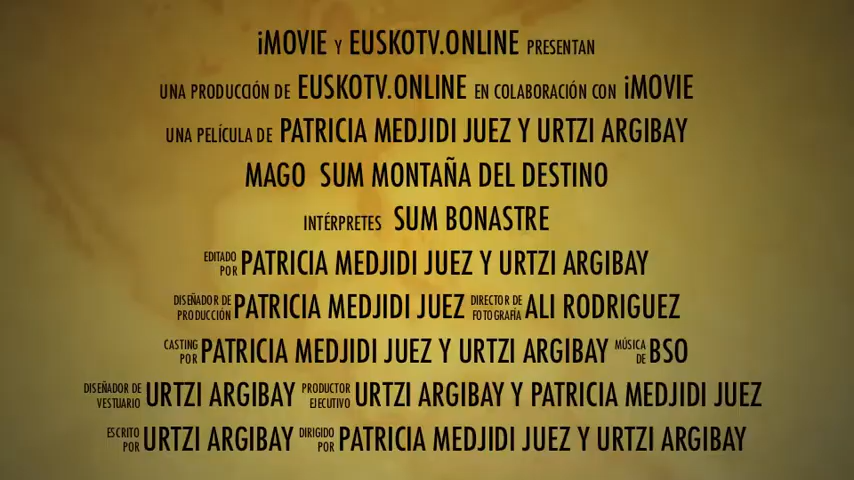 iMOVIE Y EUSKOTV.ONLINE PRESENTAN
UNA PRODUCCIÓN DE EUSKOTV.ONLINE EN COLABORACIÓN CON iMOVIE
UNA PELÍCULA DE PATRICIA MEDJIDI JUEZ Y URTZI ARGIBAY
MAGO SUM MONTAÑA DEL DESTINO
INTÉRPRETES SUM BONASTRE
EDITADO POR PATRICIA MEDJIDI JUEZ Y URTZI ARGIBAY
DISEÑADOR DE PRODUCCIÓN PATRICIA MEDJIDI JUEZ DIRECTOR DE FOTOGRAFÍA ALI RODRIGUEZ
CASTING POR PATRICIA MEDJIDI JUEZ Y URTZI ARGIBAY MÚSICA DE BSO
DISEÑADOR DE VESTUARIO URTZI ARGIBAY PRODUCTOR EJECUTIVO URTZI ARGIBAY Y PATRICIA MEDJIDI JUEZ
ESCRITO POR URTZI ARGIBAY DIRIGIDO POR PATRICIA MEDJIDI JUEZ Y URTZI ARGIBAY